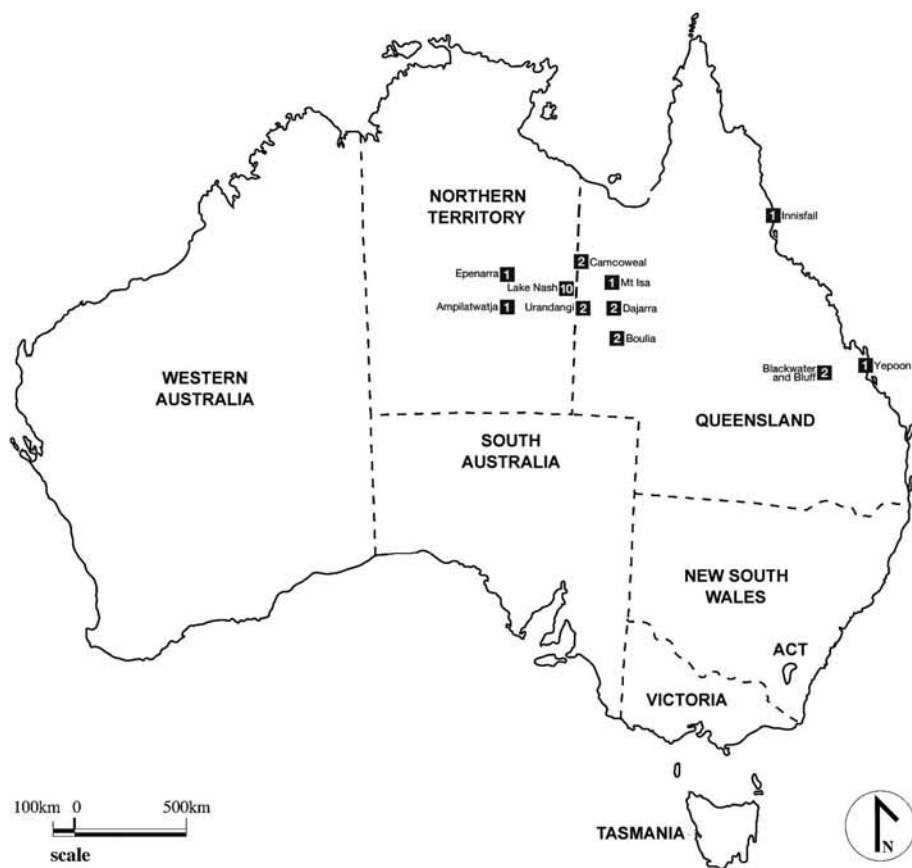 NORTHERN
TERRITORY
1 Innisfail
2 Camcoweal
Epenarra 1
1 Mt Isa
Lake Nash 10
Ampilatwatja 1
Urandangi 2
2 Dajarra
2 Boulia
1 Yepoon
Blackwater
and Bluff 2
WESTERN
AUSTRALIA
QUEENSLAND
SOUTH
AUSTRALIA
NEW SOUTH
WALES
ACT
VICTORIA
TASMANIA
100km 0 500km
scale
N